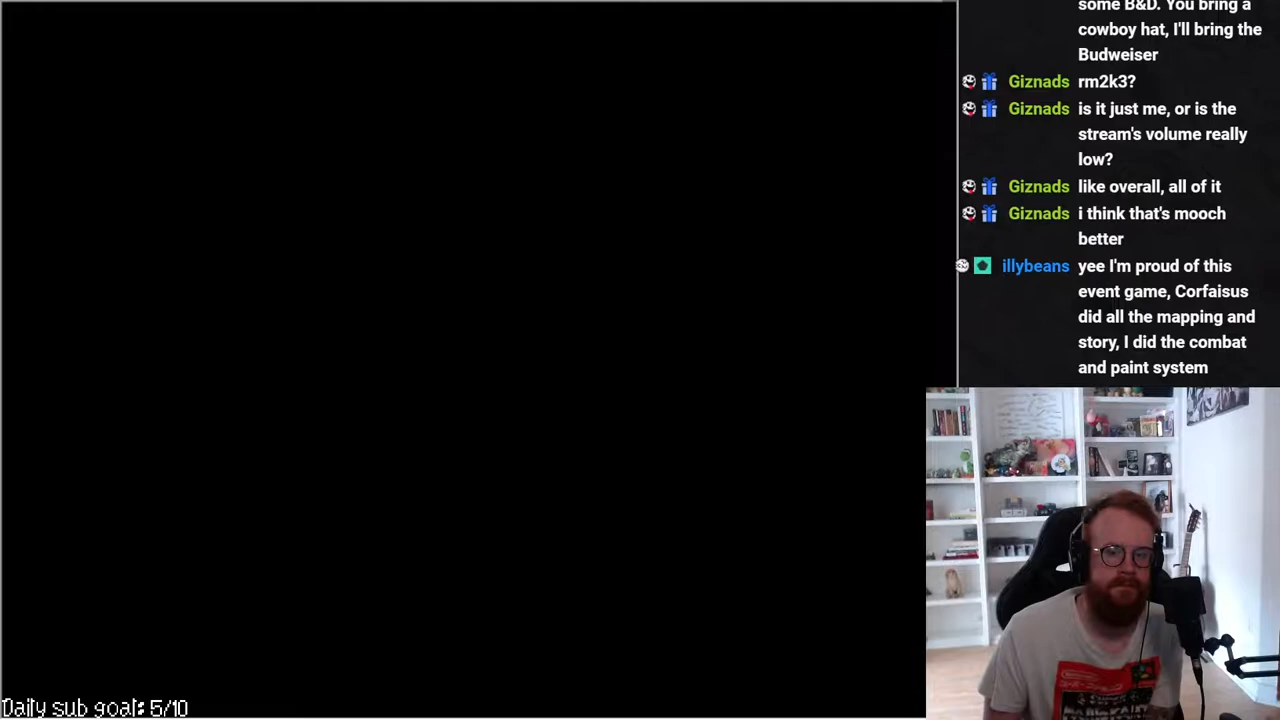 some B&D. You bring a
cowboy hat, I'll bring the
Budweiser
Giznads rm2k3?
Giznads is it just me, or is the
stream's volume really
low?
Giznads like overall, all of it
Giznads i think that's mooch
better
illybeans yee I'm proud of this
event game, Corfaisus
did all the mapping and
story, I did the combat
and paint system
Daily sub goal: 5/10